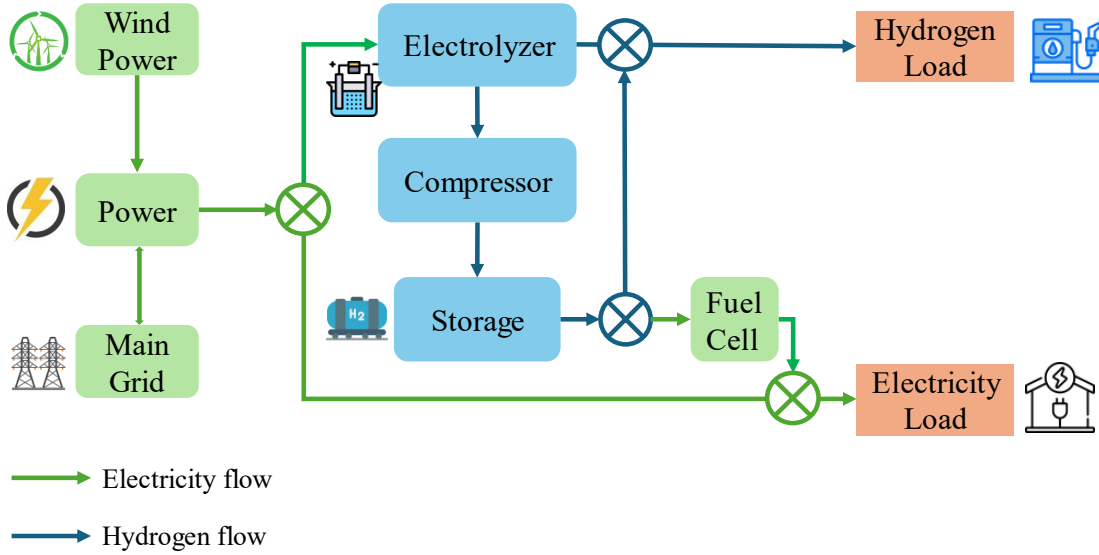 Wind
Power
Electrolyzer
Hydrogen
Load
+
−
Compressor
Power
H2
Storage
Fuel
Cell
Main
Grid
Electricity
Load
Electricity flow
Hydrogen flow